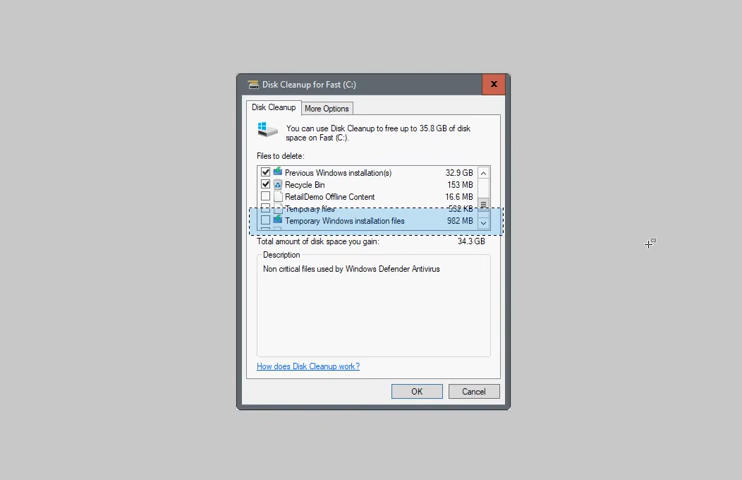 Disk Cleanup for Fast (C:)
Disk Cleanup
More Options
You can use Disk Cleanup to free up to 35.8 GB of disk
space on Fast (C:).
Files to delete:
Previous Windows installation(s) 32.9 GB
Recycle Bin 153 MB
RetailDemo Offline Content 16.6 MB
Temporary files 552 KB
Temporary Windows installation files 982 MB
Total amount of disk space you gain: 34.3 GB
Description
Non critical files used by Windows Defender Antivirus
How does Disk Cleanup work?
OK
Cancel